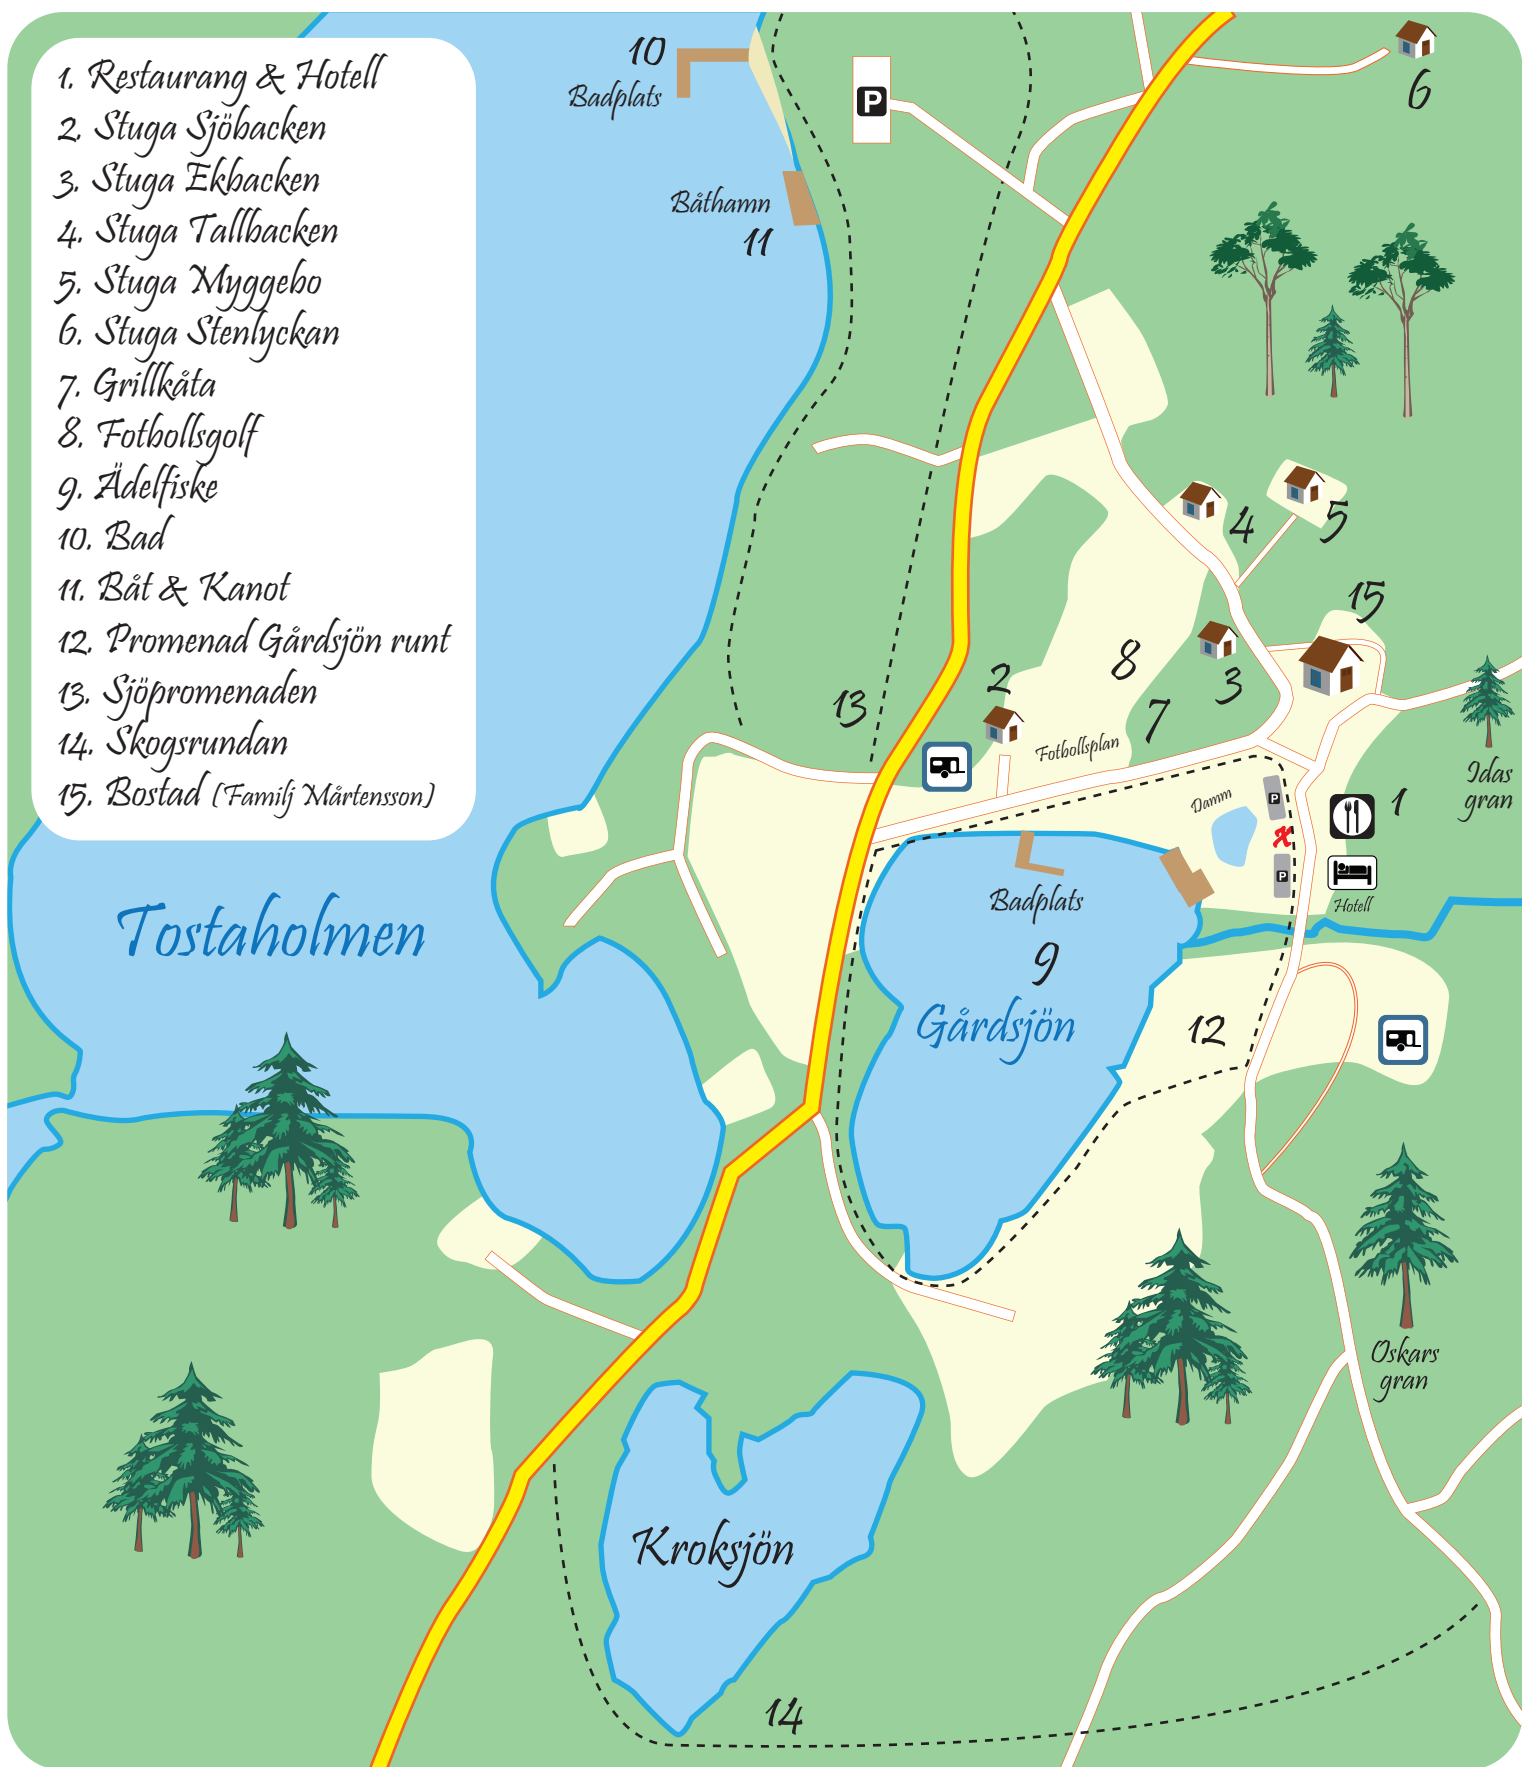 1. Restaurang & Hotell
2. Stuga Sjöbacken
3. Stuga Ekbacken
4. Stuga Tallbacken
5. Stuga Myggebo
6. Stuga Stenlyckan
7. Grillkåta
8. Fotbollsgolf
9. Ädelfiske
10. Bad
11. Båt & Kanot
12. Promenad Gårdsjön runt
13. Sjöpromenaden
14. Skogsrundan
15. Bostad (Familj Mårtensson)
10
Badplats
P
6
Båthamn
11
4
5
15
8
3
2
13
7
Fotbollsplan
Idas
gran
Damm
P
1
x
P
Hotell
Badplats
Tostaholmen
9
Gårdsjön
12
Oskars
gran
Kroksjön
14